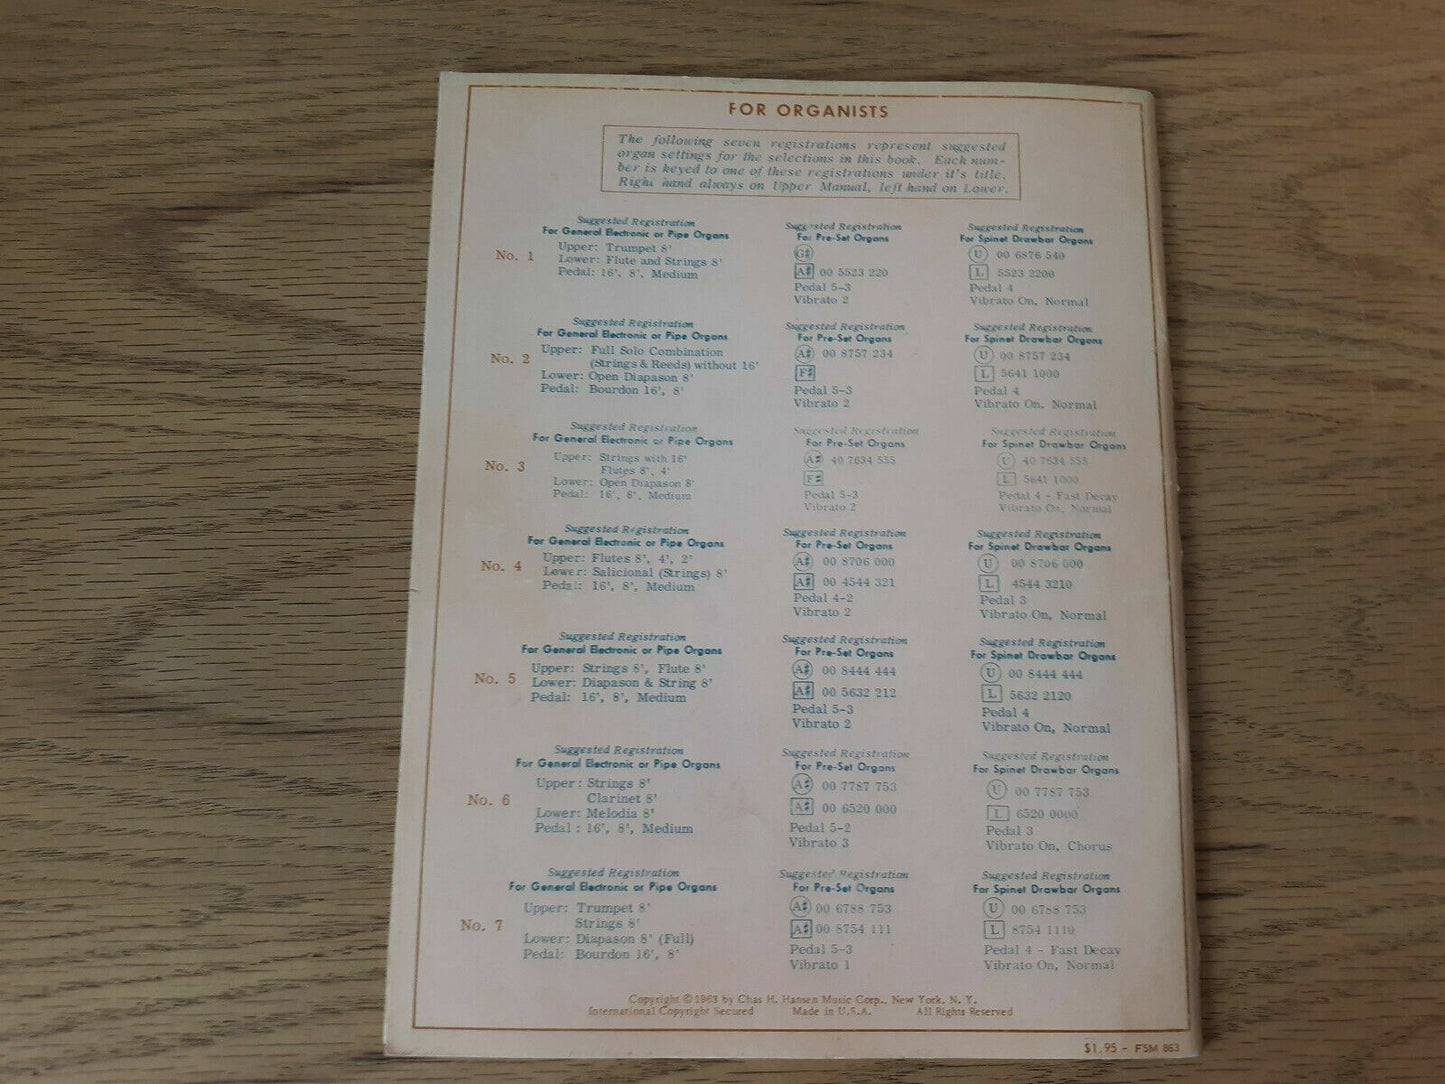 FOR ORGANISTS
The following seven registrations represent suggested
organ settings for the selections in this book. Each num-
ber is keyed to one of these registrations under it's title.
Right hand always on Upper Manual, left hand on Lower.
No. 1
Suggested Registration
For General Electronic or Pipe Organs
Upper: Trumpet 8'
Lower: Flute and Strings 8'
Pedal: 16', 8', Medium
Suggested Registration
For Pre-Set Organs
G♯
A♯ 00 5523 220
Pedal 5-3
Vibrato 2
Suggested Registration
For Spinet Drawbar Organs
U 00 6876 540
L 5523 2200
Pedal 4
Vibrato On, Normal
No. 2
Suggested Registration
For General Electronic or Pipe Organs
Upper: Full Solo Combination
(Strings & Reeds) without 16'
Lower: Open Diapason 8'
Pedal: Bourdon 16', 8'
Suggested Registration
For Pre-Set Organs
A♯ 00 8757 234
F♯
Pedal 5-3
Vibrato 2
Suggested Registration
For Spinet Drawbar Organs
U 00 8757 234
L 5641 1000
Pedal 4
Vibrato On, Normal
No. 3
Suggested Registration
For General Electronic or Pipe Organs
Upper: Strings with 16'
Flutes 8', 4'
Lower: Open Diapason 8'
Pedal: 16', 8', Medium
Suggested Registration
For Pre-Set Organs
A♯ 40 7634 555
F♯
Pedal 5-3
Vibrato 2
Suggested Registration
For Spinet Drawbar Organs
U 40 7634 555
L 5641 1000
Pedal 4 - Fast Decay
Vibrato On, Normal
No. 4
Suggested Registration
For General Electronic or Pipe Organs
Upper: Flutes 8', 4', 2'
Lower: Salicional (Strings) 8'
Pedal: 16', 8', Medium
Suggested Registration
For Pre-Set Organs
A♯ 00 8706 000
A♯ 00 4544 321
Pedal 4-2
Vibrato 2
Suggested Registration
For Spinet Drawbar Organs
U 00 8706 000
L 4544 3210
Pedal 3
Vibrato On, Normal
No. 5
Suggested Registration
For General Electronic or Pipe Organs
Upper: Strings 8', Flute 8'
Lower: Diapason & String 8'
Pedal: 16', 8', Medium
Suggested Registration
For Pre-Set Organs
A♯ 00 8444 444
A♯ 00 5632 212
Pedal 5-3
Vibrato 2
Suggested Registration
For Spinet Drawbar Organs
U 00 8444 444
L 5632 2120
Pedal 4
Vibrato On, Normal
No. 6
Suggested Registration
For General Electronic or Pipe Organs
Upper: Strings 8'
Clarinet 8'
Lower: Melodia 8'
Pedal : 16', 8', Medium
Suggested Registration
For Pre-Set Organs
A♯ 00 7787 753
A♯ 00 6520 000
Pedal 5-2
Vibrato 3
Suggested Registration
For Spinet Drawbar Organs
U 00 7787 753
L 6520 0000
Pedal 3
Vibrato On, Chorus
No. 7
Suggested Registration
For General Electronic or Pipe Organs
Upper: Trumpet 8'
Strings 8'
Lower: Diapason 8' (Full)
Pedal: Bourdon 16', 8'
Suggested Registration
For Pre-Set Organs
A♯ 00 6788 753
A♯ 00 8754 111
Pedal 5-3
Vibrato 1
Suggested Registration
For Spinet Drawbar Organs
U 00 6788 753
L 8754 1110
Pedal 4 - Fast Decay
Vibrato On, Normal
Copyright © 1963 by Chas H. Hansen Music Corp., New York, N. Y.
International Copyright Secured Made in U.S.A. All Rights Reserved
$1.95 - FSM 863